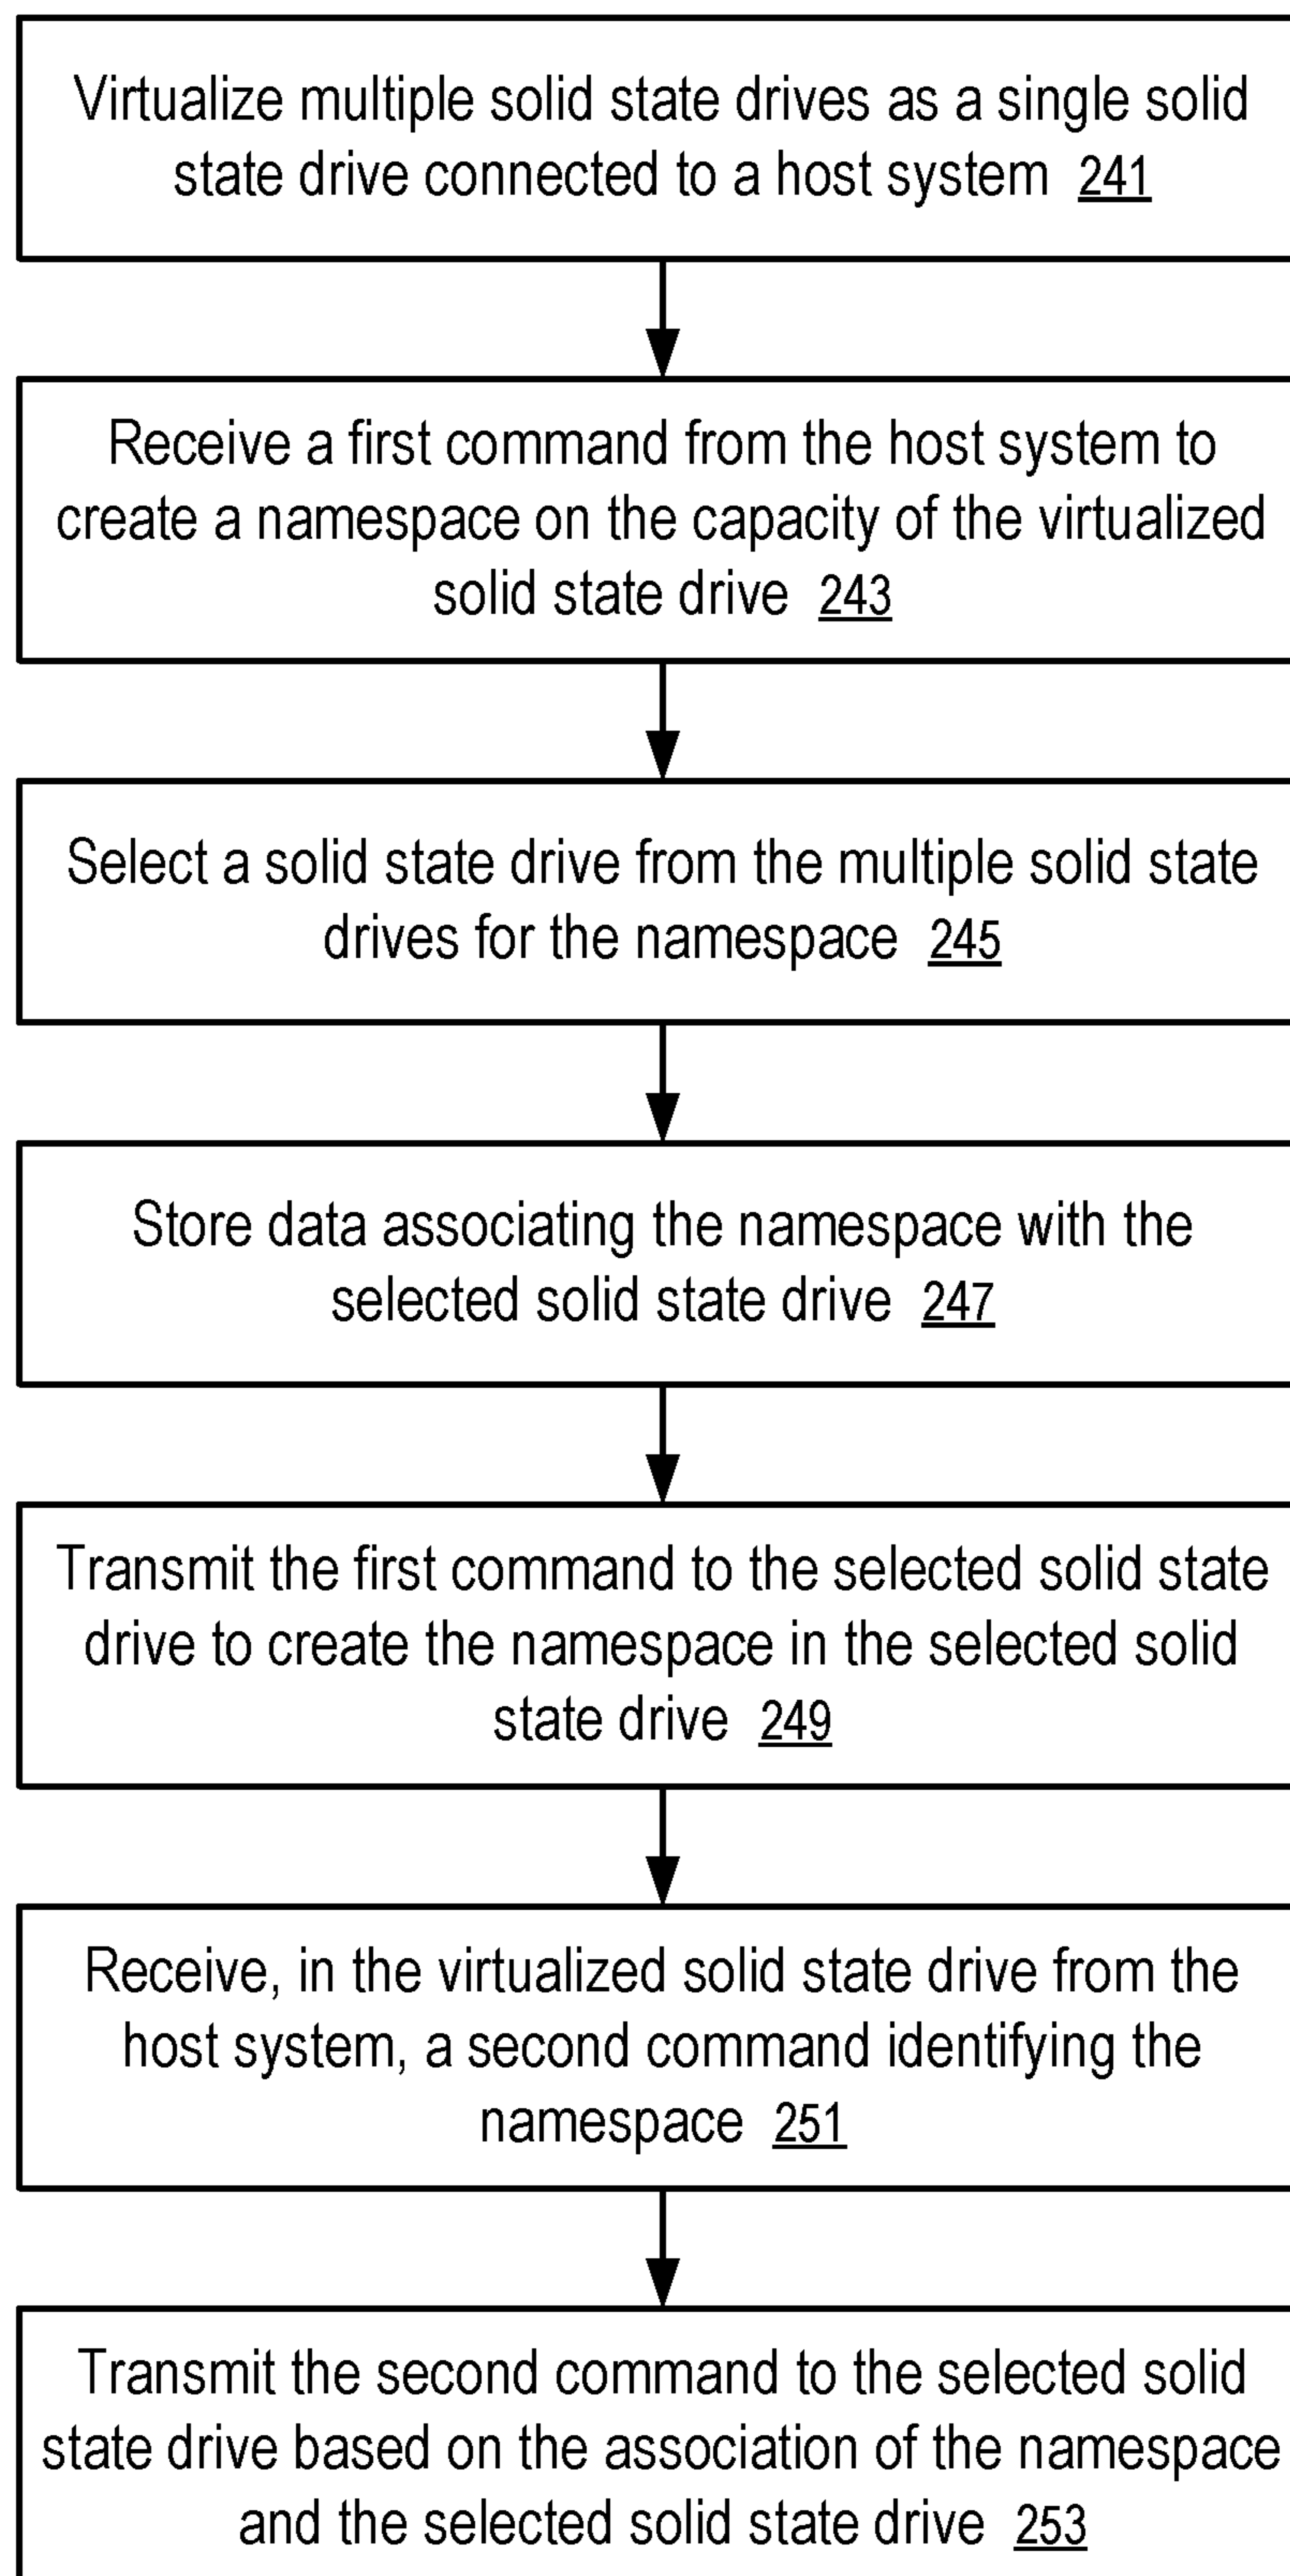 Virtualize multiple solid state drives as a single solid
state drive connected to a host system 241
Receive a first command from the host system to
create a namespace on the capacity of the virtualized
solid state drive 243
Select a solid state drive from the multiple solid state
drives for the namespace 245
Store data associating the namespace with the
selected solid state drive 247
Transmit the first command to the selected solid state
drive to create the namespace in the selected solid
state drive 249
Receive, in the virtualized solid state drive from the
host system, a second command identifying the
namespace 251
Transmit the second command to the selected solid
state drive based on the association of the namespace
and the selected solid state drive 253